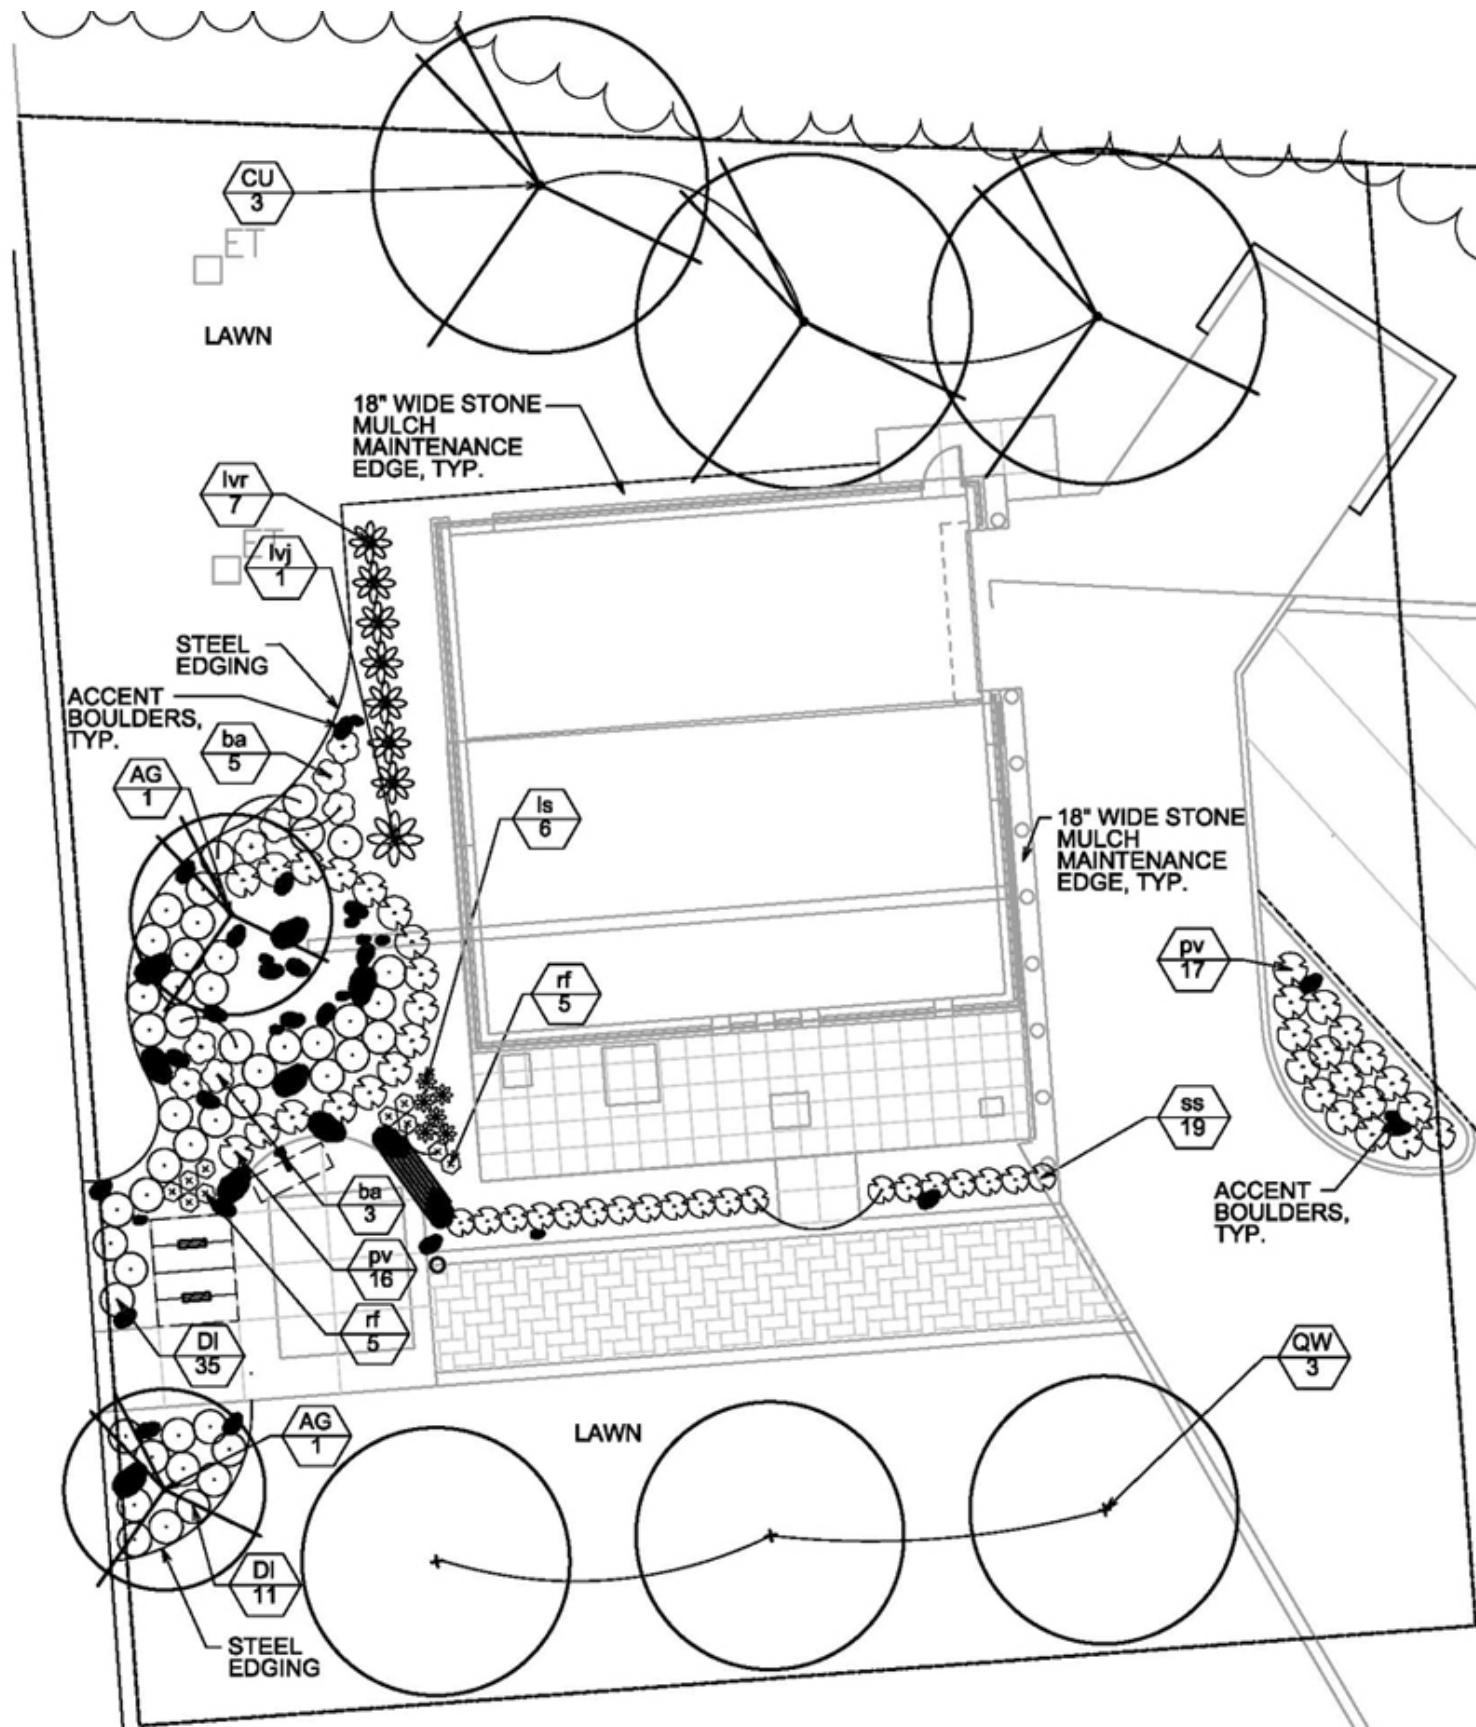 CU
3
ET
LAWN
18" WIDE STONE
MULCH
MAINTENANCE
EDGE, TYP.
lvr
7
ET
lvj
1
STEEL
EDGING
ACCENT
BOULDERS,
TYP.
ba
5
AG
1
ls
6
18" WIDE STONE
MULCH
MAINTENANCE
EDGE, TYP.
pv
17
rf
5
ss
19
ACCENT
BOULDERS,
TYP.
ba
3
pv
16
rf
5
DI
35
QW
3
AG
1
LAWN
DI
11
STEEL
EDGING